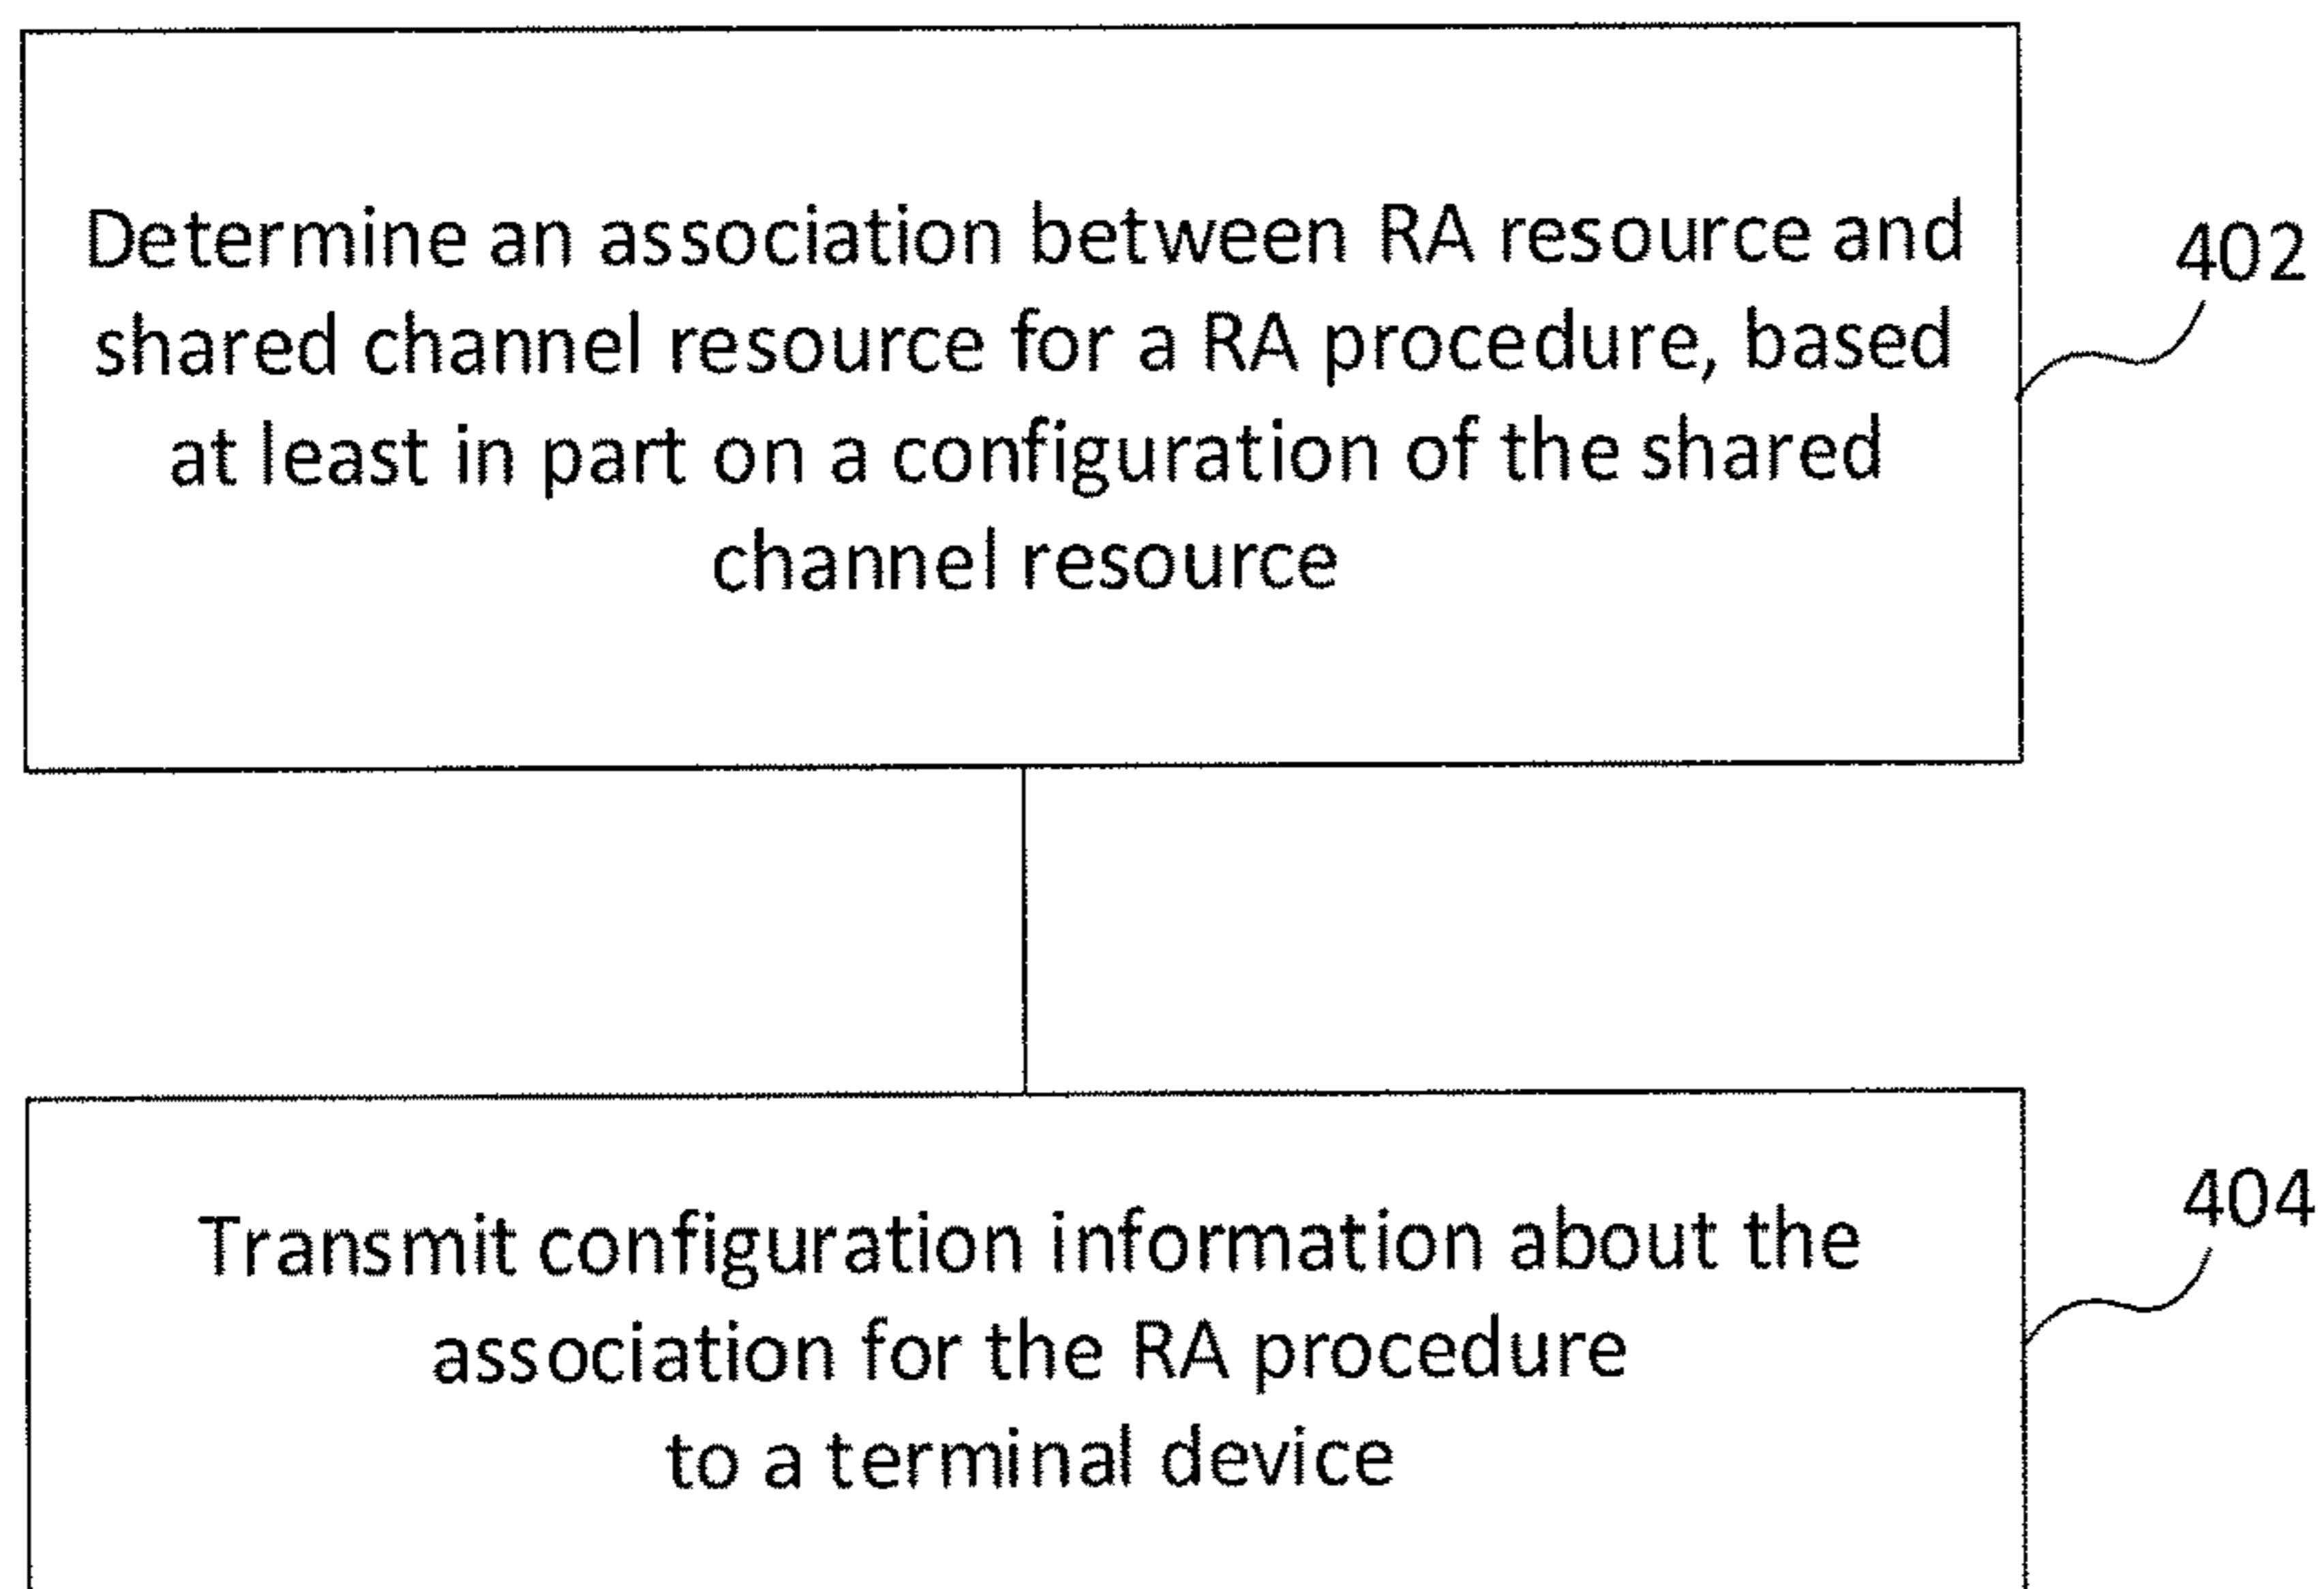 Determine an association between RA resource and
shared channel resource for a RA procedure, based
at least in part on a configuration of the shared
channel resource
402
Transmit configuration information about the
association for the RA procedure
to a terminal device
404